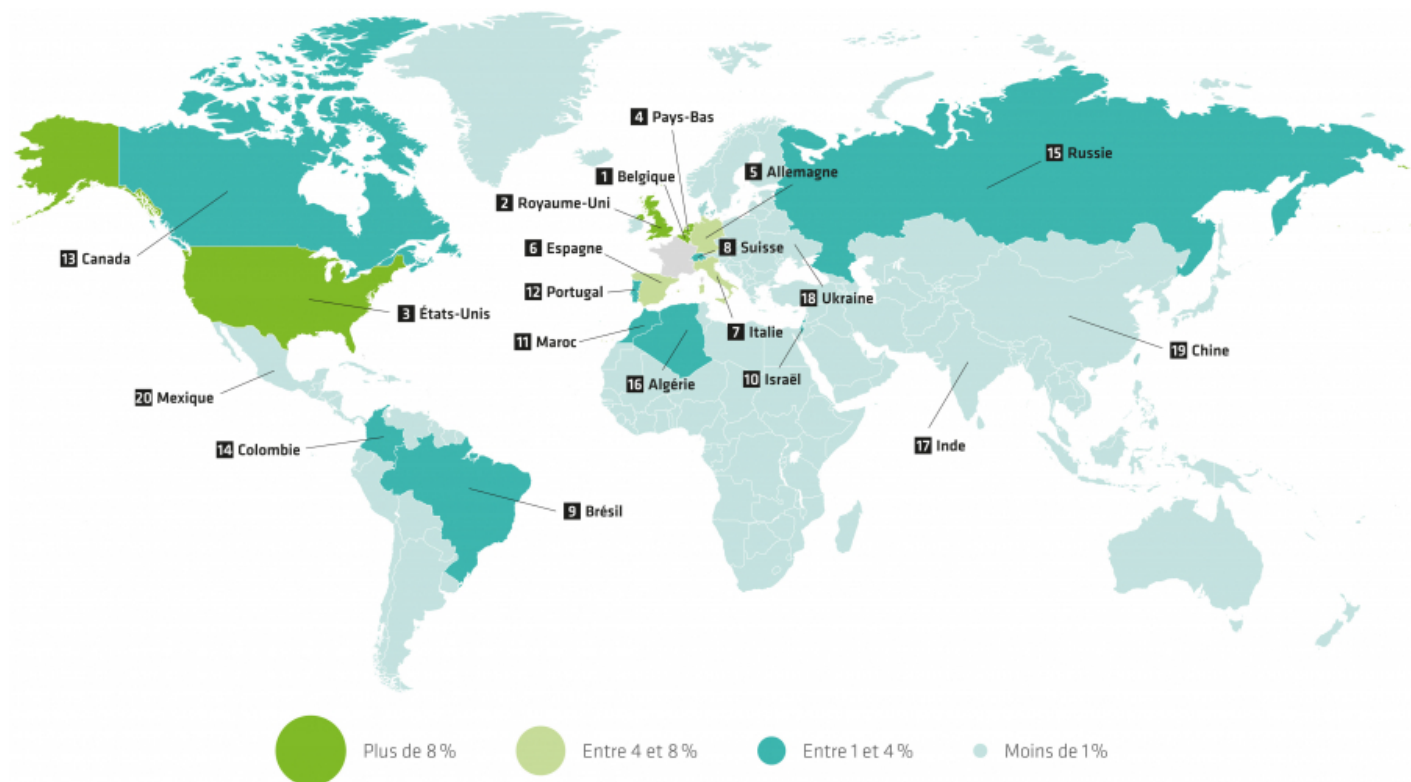 4 Pays-Bas
15 Russie
1 Belgique
5 Allemagne
2 Royaume-Uni
6 Espagne
8 Suisse
13 Canada
12 Portugal
18 Ukraine
3 États-Unis
7 Italie
11 Maroc
19 Chine
16 Algérie
10 Israël
20 Mexique
17 Inde
14 Colombie
9 Brésil
Plus de 8 %
Entre 4 et 8 %
Entre 1 et 4 %
Moins de 1 %